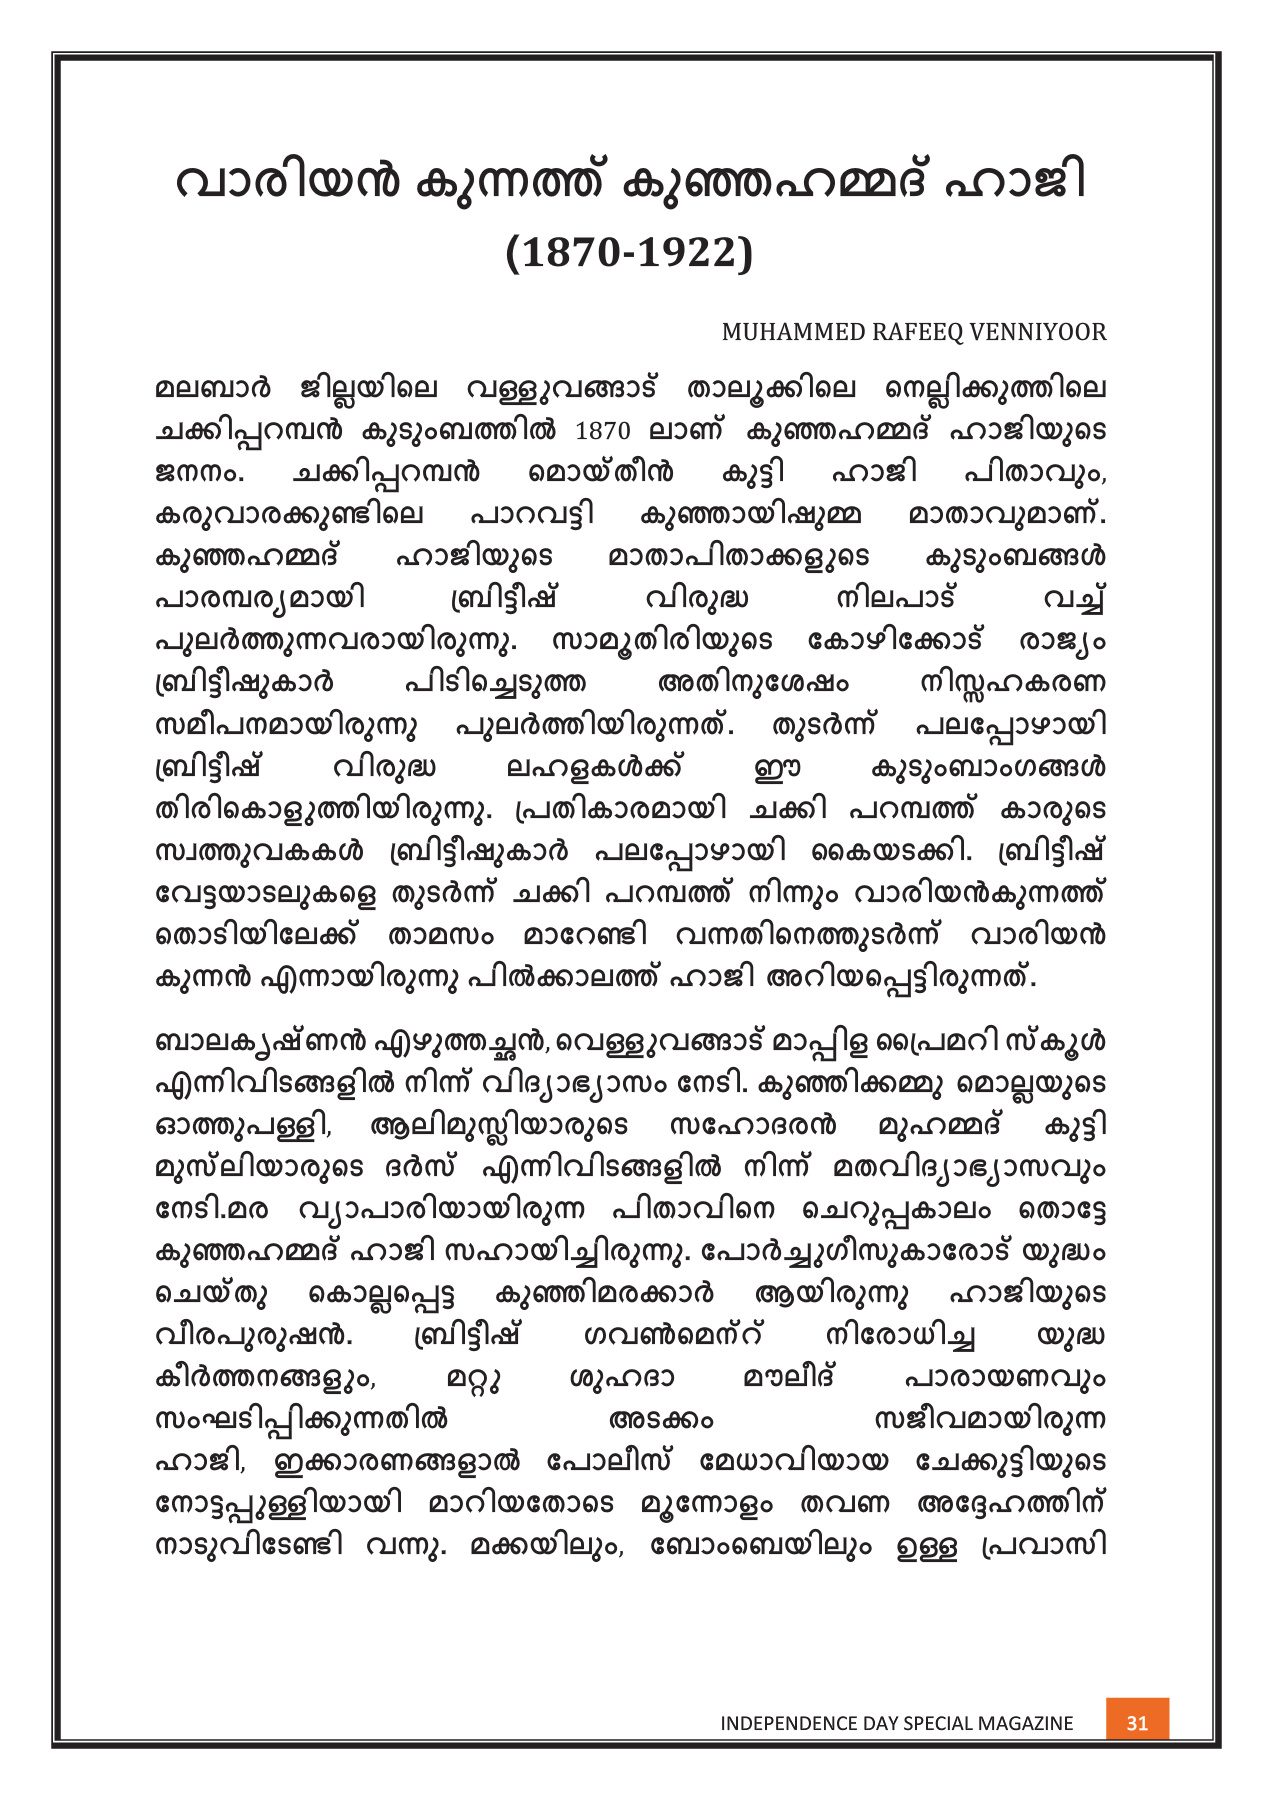 വാരിയൻ കുന്നത്ത് കുഞ്ഞഹമ്മദ് ഹാജി
(1870-1922)
MUHAMMED RAFEEQ VENNIYOOR
മലബാർ ജില്ലയിലെ വള്ളുവങ്ങാട് താലൂക്കിലെ നെല്ലിക്കുത്തിലെ
ചക്കിപ്പറമ്പൻ കുടുംബത്തിൽ 1870 ലാണ് കുഞ്ഞഹമ്മദ് ഹാജിയുടെ
ജനനം. ചക്കിപ്പറമ്പൻ മൊയ്തീൻ കുട്ടി ഹാജി പിതാവും,
കരുവാരക്കുണ്ടിലെ പാറവട്ടി കുഞ്ഞായിഷുമ്മ മാതാവുമാണ്.
കുഞ്ഞഹമ്മദ് ഹാജിയുടെ മാതാപിതാക്കളുടെ കുടുംബങ്ങൾ
പാരമ്പര്യമായി ബ്രിട്ടീഷ് വിരുദ്ധ നിലപാട് വച്ച്
പുലർത്തുന്നവരായിരുന്നു. സാമൂതിരിയുടെ കോഴിക്കോട് രാജ്യം
ബ്രിട്ടീഷുകാർ പിടിച്ചെടുത്ത അതിനുശേഷം നിസ്സഹകരണ
സമീപനമായിരുന്നു പുലർത്തിയിരുന്നത്. തുടർന്ന് പലപ്പോഴായി
ബ്രിട്ടീഷ് വിരുദ്ധ ലഹളകൾക്ക് ഈ കുടുംബാംഗങ്ങൾ
തിരികൊളുത്തിയിരുന്നു. പ്രതികാരമായി ചക്കി പറമ്പത്ത് കാരുടെ
സ്വത്തുവകകൾ ബ്രിട്ടീഷുകാർ പലപ്പോഴായി കൈയടക്കി. ബ്രിട്ടീഷ്
വേട്ടയാടലുകളെ തുടർന്ന് ചക്കി പറമ്പത്ത് നിന്നും വാരിയൻകുന്നത്ത്
തൊടിയിലേക്ക് താമസം മാറേണ്ടി വന്നതിനെത്തുടർന്ന് വാരിയൻ
കുന്നൻ എന്നായിരുന്നു പിൽക്കാലത്ത് ഹാജി അറിയപ്പെട്ടിരുന്നത്.
ബാലകൃഷ്ണൻ എഴുത്തച്ഛൻ, വെള്ളുവങ്ങാട് മാപ്പിള പ്രൈമറി സ്കൂൾ
എന്നിവിടങ്ങളിൽ നിന്ന് വിദ്യാഭ്യാസം നേടി. കുഞ്ഞിക്കമ്മു മൊല്ലയുടെ
ഓത്തുപള്ളി, ആലിമുസ്ലിയാരുടെ സഹോദരൻ മുഹമ്മദ് കുട്ടി
മുസ്‌ലിയാരുടെ ദർസ് എന്നിവിടങ്ങളിൽ നിന്ന് മതവിദ്യാഭ്യാസവും
നേടി.മര വ്യാപാരിയായിരുന്ന പിതാവിനെ ചെറുപ്പകാലം തൊട്ടേ
കുഞ്ഞഹമ്മദ് ഹാജി സഹായിച്ചിരുന്നു. പോർച്ചുഗീസുകാരോട് യുദ്ധം
ചെയ്തു കൊല്ലപ്പെട്ട കുഞ്ഞിമരക്കാർ ആയിരുന്നു ഹാജിയുടെ
വീരപുരുഷൻ. ബ്രിട്ടീഷ് ഗവൺമെന്റ് നിരോധിച്ച യുദ്ധ
കീർത്തനങ്ങളും, മറ്റു ശുഹദാ മൗലീദ് പാരായണവും
സംഘടിപ്പിക്കുന്നതിൽ അടക്കം സജീവമായിരുന്ന
ഹാജി, ഇക്കാരണങ്ങളാൽ പോലീസ് മേധാവിയായ ചേക്കുട്ടിയുടെ
നോട്ടപ്പുള്ളിയായി മാറിയതോടെ മൂന്നോളം തവണ അദ്ദേഹത്തിന്
നാടുവിടേണ്ടി വന്നു. മക്കയിലും, ബോംബെയിലും ഉള്ള പ്രവാസി
INDEPENDENCE DAY SPECIAL MAGAZINE 31